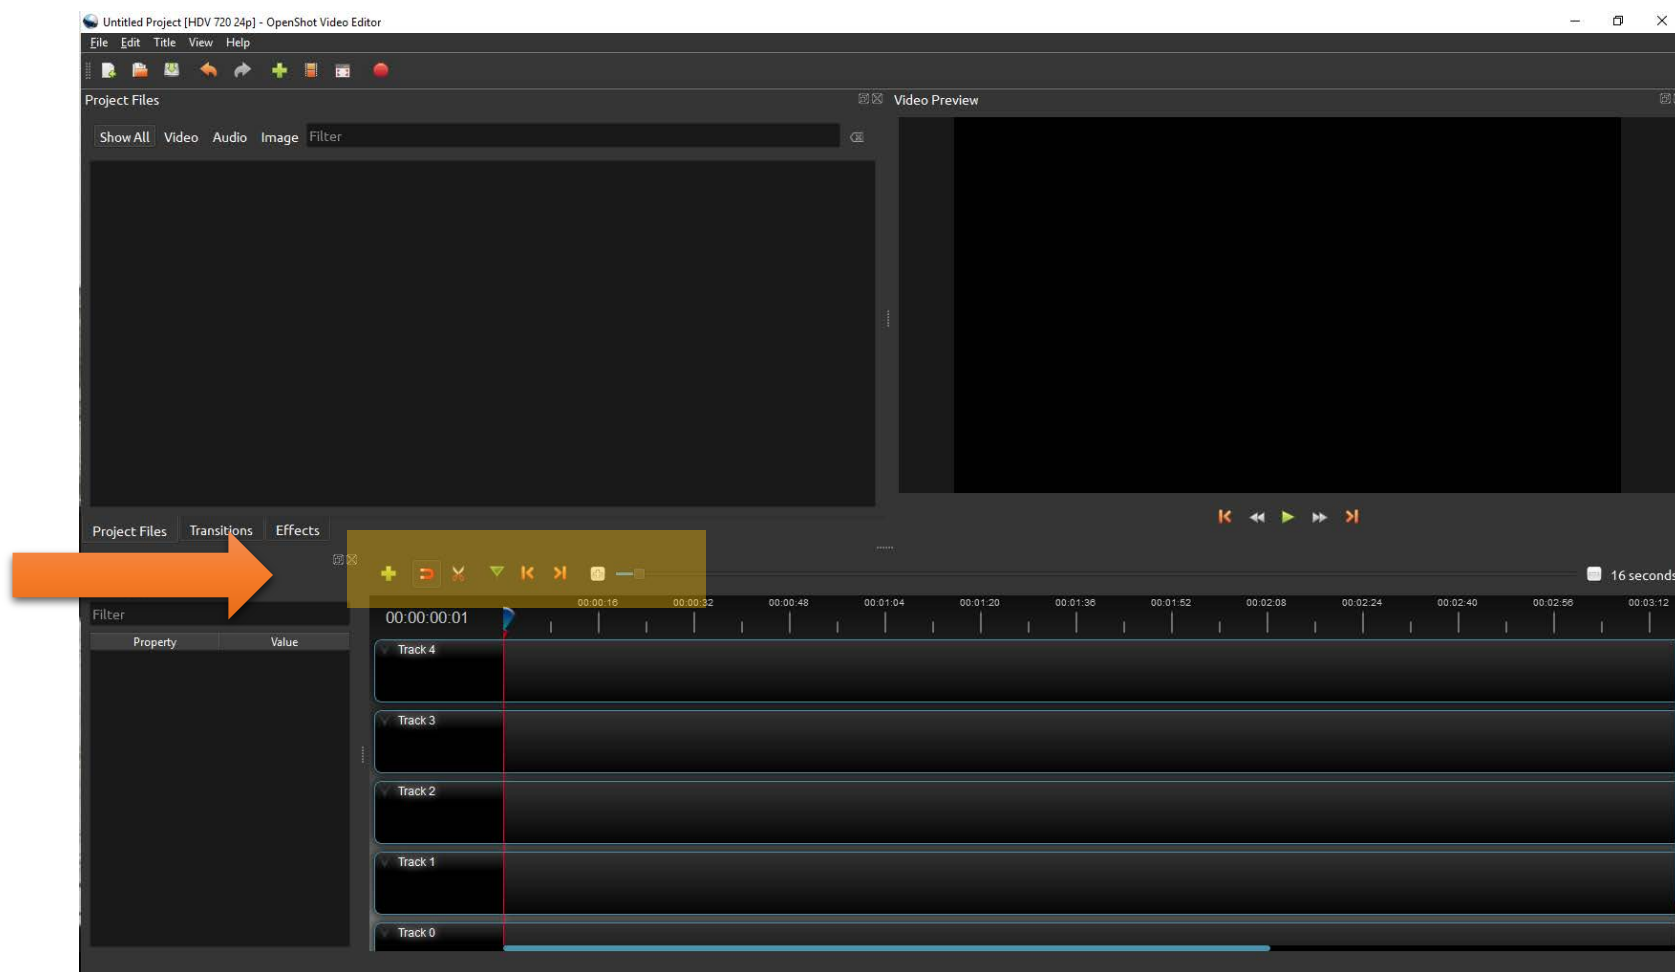 Untitled Project [HDV 720 24p] - OpenShot Video Editor
File Edit Title View Help
Project Files
Video Preview
Show All Video Audio Image Filter
Project Files Transitions Effects
16 seconds
Filter
Property Value
00:00:00:01
00:00:16 00:00:32 00:00:48 00:01:04 00:01:20 00:01:36 00:01:52 00:02:08 00:02:24 00:02:40 00:02:56 00:03:12
Track 4
Track 3
Track 2
Track 1
Track 0